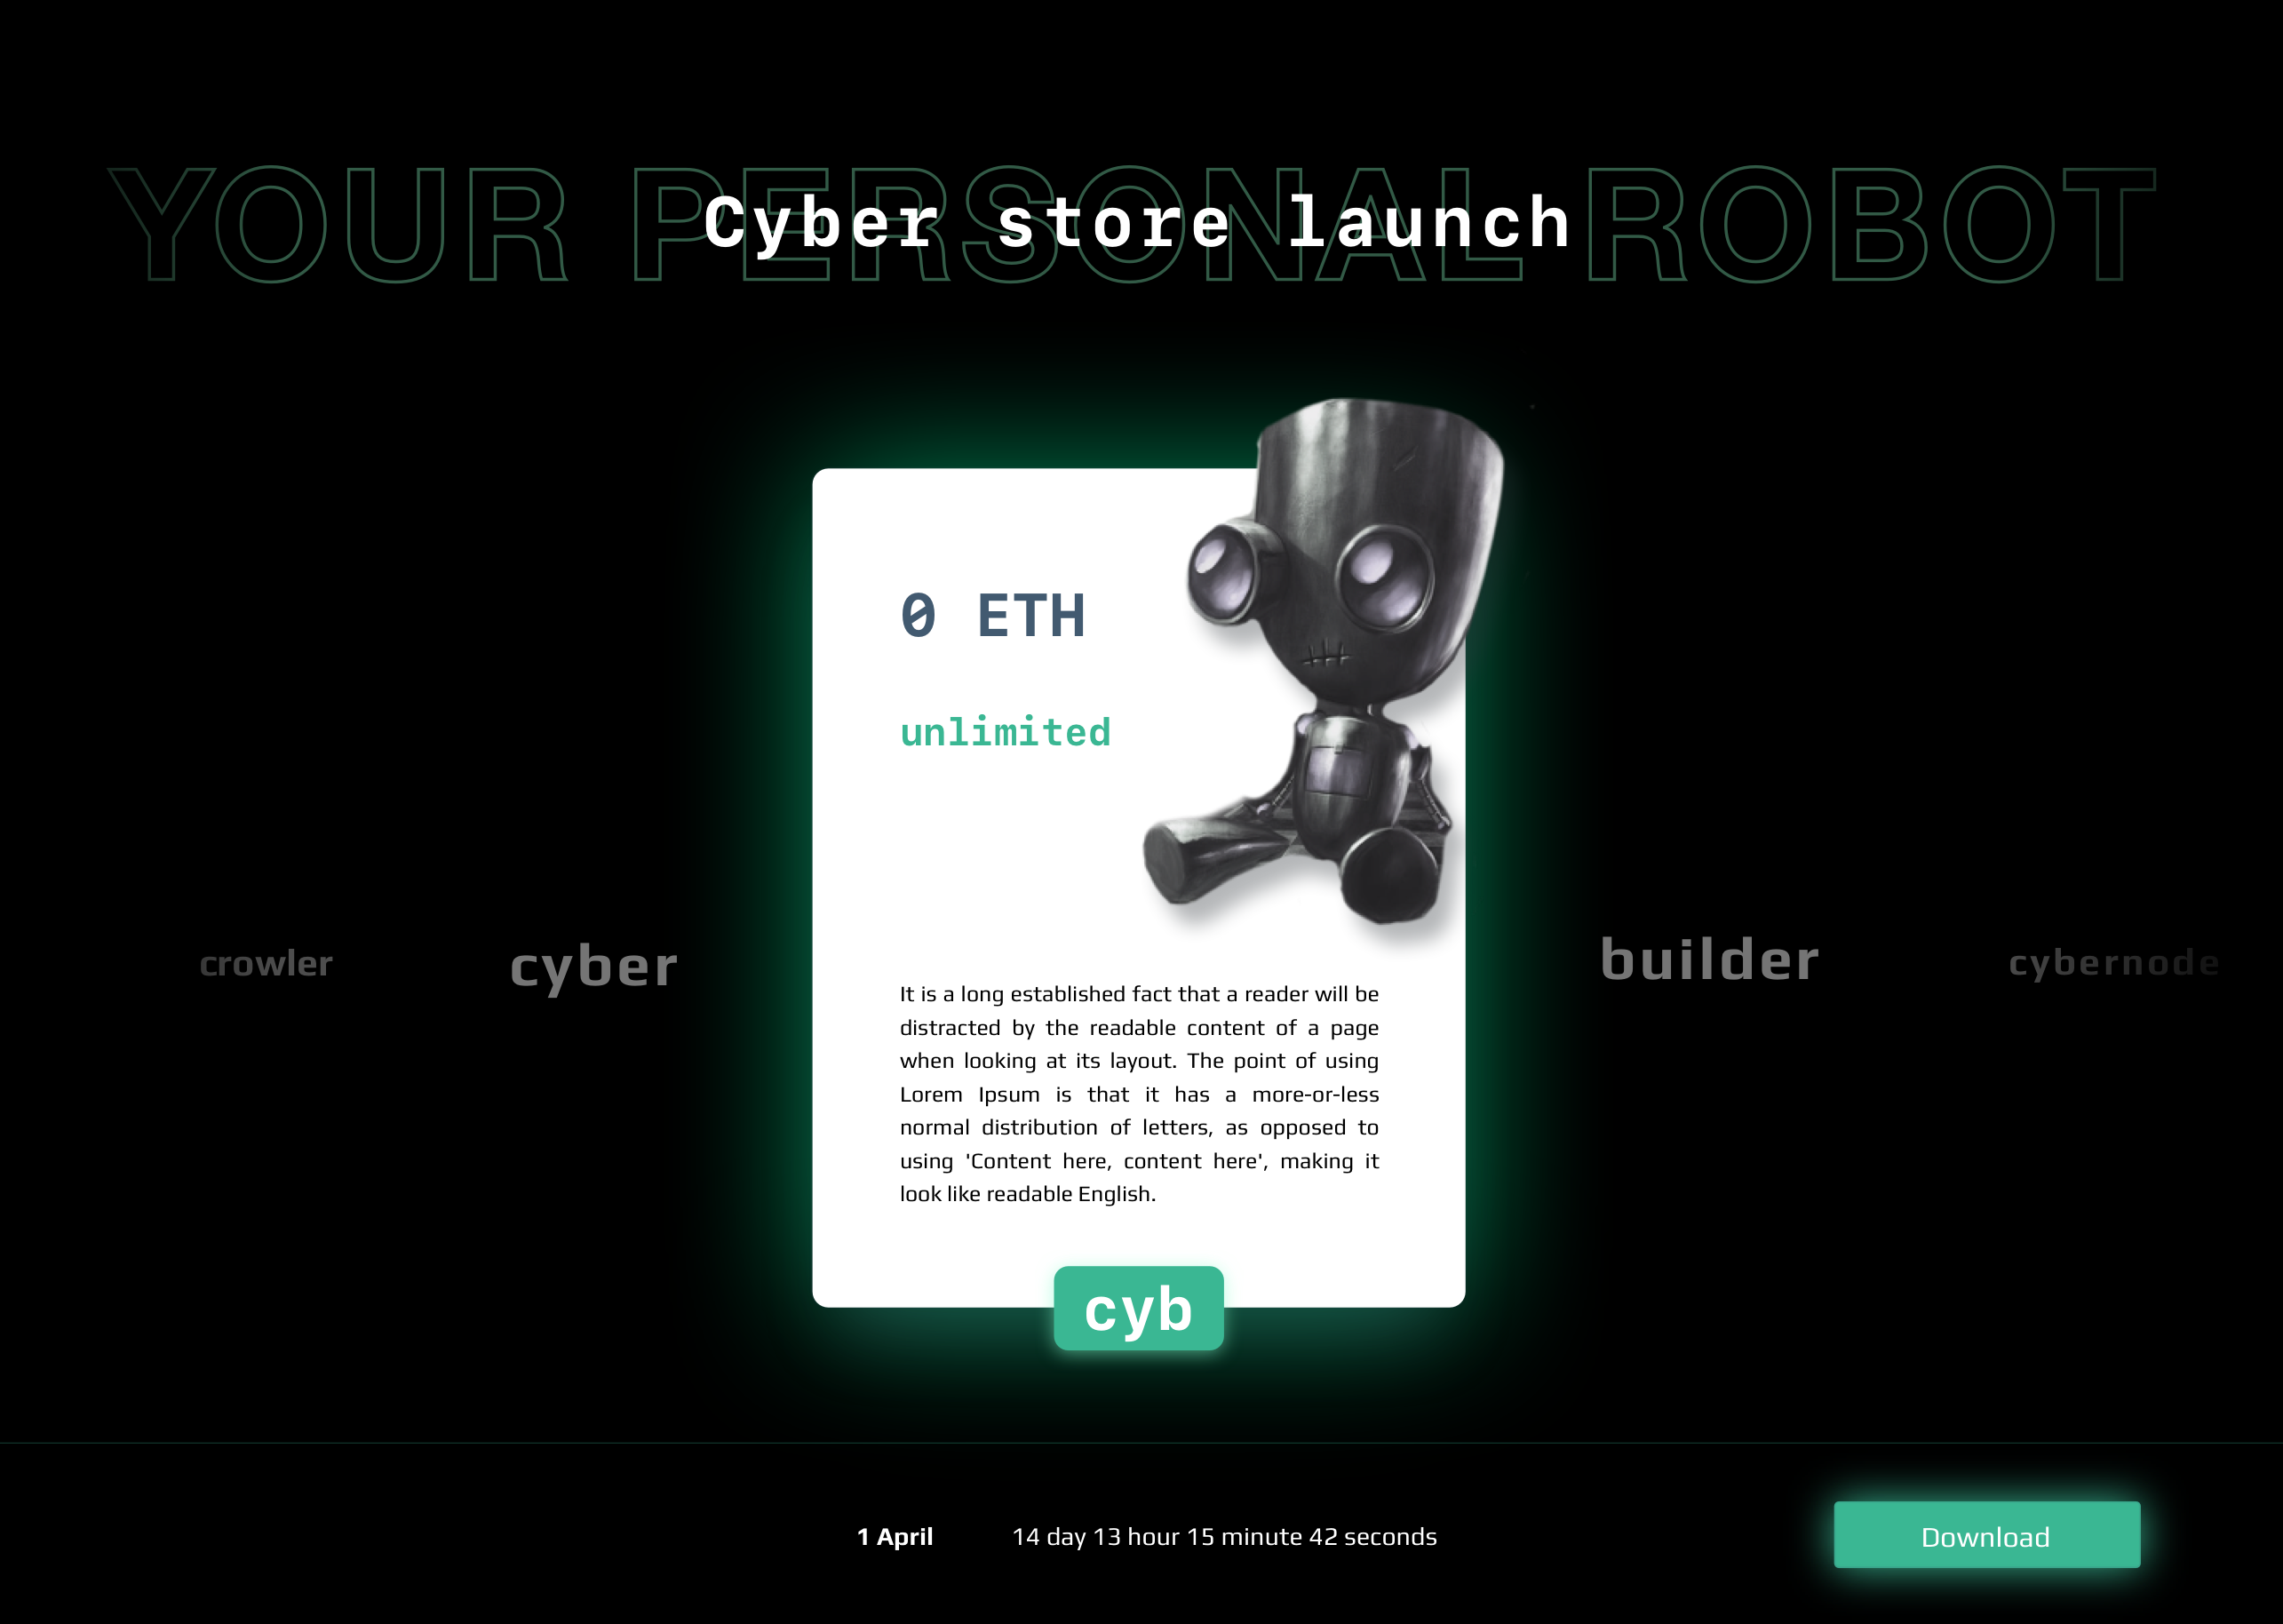 YOUR PERSONAL ROBOT
Cyber store launch
0 ETH
unlimited
crowler
cyber
builder
cybernode
It is a long established fact that a reader will be
distracted by the readable content of a page
when looking at its layout. The point of using
Lorem Ipsum is that it has a more-or-less
normal distribution of letters, as opposed to
using 'Content here, content here', making it
look like readable English.
cyb
1 April
14 day 13 hour 15 minute 42 seconds
Download